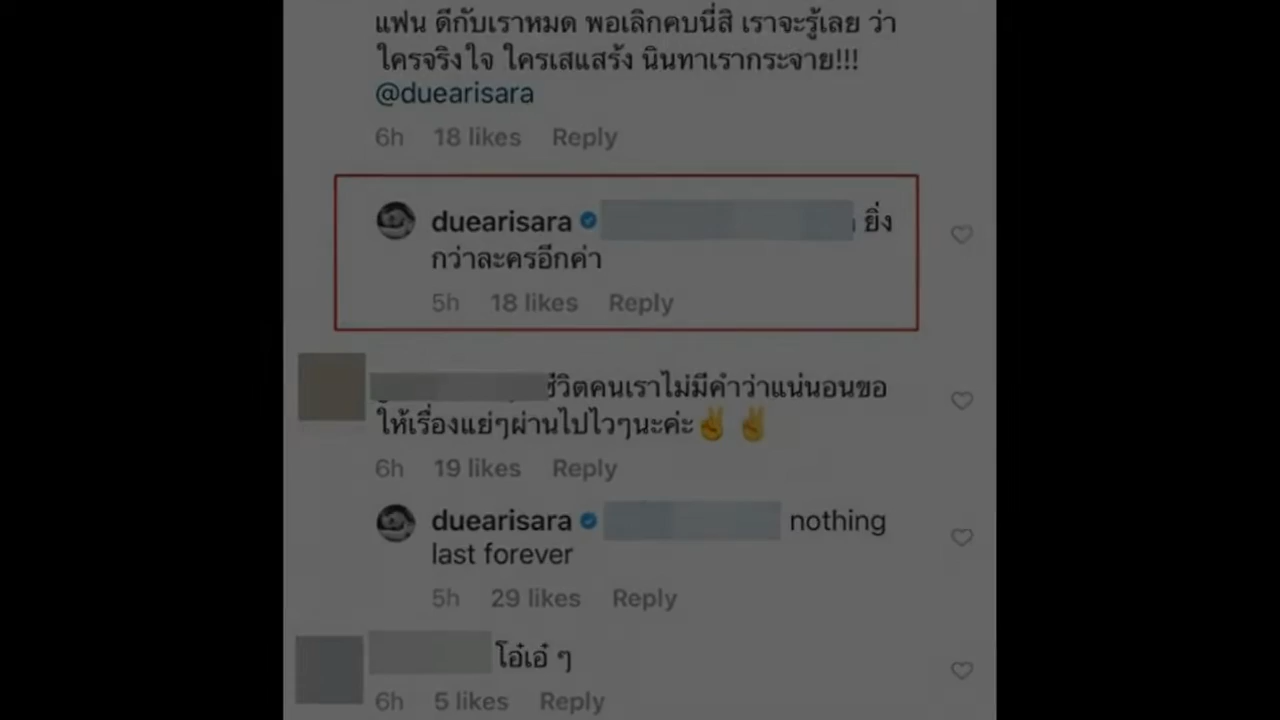 แฟน ดีกับเราหมด พอเลิกคบนี่สิ เราจะรู้เลย ว่า
ใครจริงใจ ใครเสแสร้ง นินทาเรากระจาย!!!
@duearisara
6h 18 likes Reply
duearisara ยิ่ง
กว่าละครอีกค่า
5h 18 likes Reply
ชีวิตคนเราไม่มีคำว่าแน่นอนขอ
ให้เรื่องแย่ๆผ่านไปไวๆนะค่ะ✌️ ✌️
6h 19 likes Reply
duearisara nothing
last forever
5h 29 likes Reply
โอ๋เอ๋ ๆ
6h 5 likes Reply